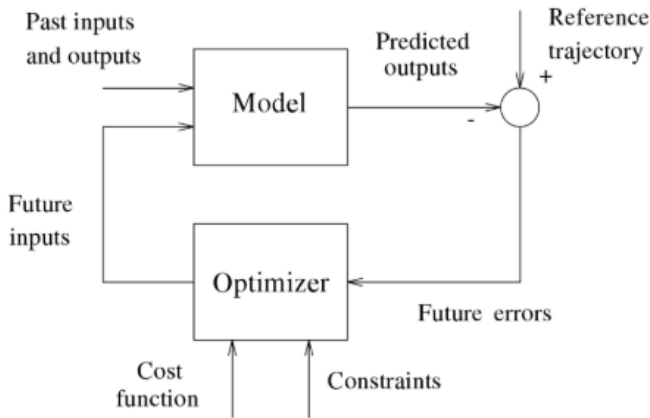 Past inputs
and outputs
Model
Predicted
outputs
Reference
trajectory
+
-
Future
inputs
Optimizer
Future errors
Cost
function
Constraints